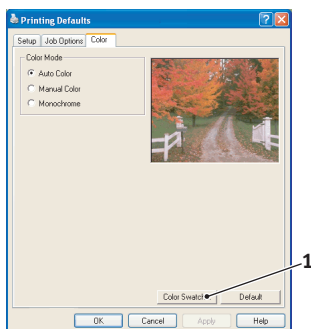 Printing Defaults
Setup Job Options Color
Color Mode
Auto Color
Manual Color
Monochrome
1
Color Swatch Default
OK Cancel Apply Help